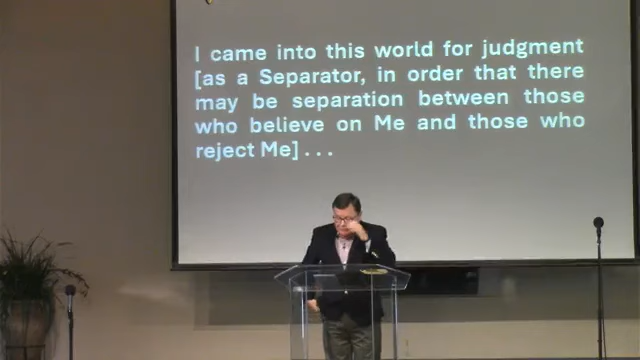 I came into this world for judgment
[as a Separator, in order that there
may be separation between those
who believe on Me and those who
reject Me] . . .